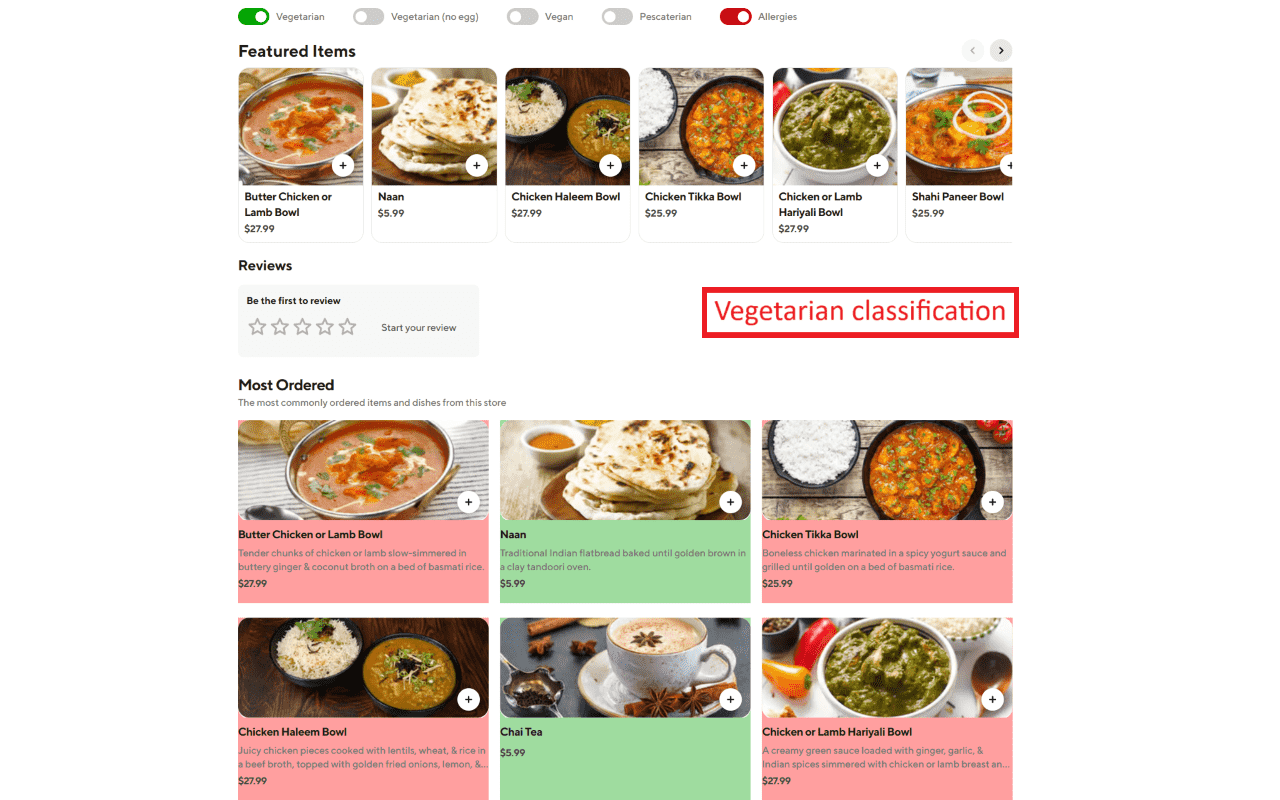 Vegetarian Vegetarian (no egg) Vegan Pescaterian Allergies
Featured Items
Butter Chicken or
Lamb Bowl
$27.99
Naan
$5.99
Chicken Haleem Bowl
$27.99
Chicken Tikka Bowl
$25.99
Chicken or Lamb
Hariyali Bowl
$27.99
Shahi Paneer Bowl
$25.99
Reviews
Be the first to review
Start your review
Vegetarian classification
Most Ordered
The most commonly ordered items and dishes from this store
Butter Chicken or Lamb Bowl
Tender chunks of chicken or lamb slow-simmered in
buttery ginger & coconut broth on a bed of basmati rice.
$27.99
Naan
Traditional Indian flatbread baked until golden brown in
a clay tandoori oven.
$5.99
Chicken Tikka Bowl
Boneless chicken marinated in a spicy yogurt sauce and
grilled until golden on a bed of basmati rice.
$25.99
Chicken Haleem Bowl
Juicy chicken pieces cooked with lentils, wheat, & rice in
a beef broth, topped with golden fried onions, lemon, &...
$27.99
Chai Tea
$5.99
Chicken or Lamb Hariyali Bowl
A creamy green sauce loaded with ginger, garlic, &
Indian spices simmered with chicken or lamb breast an...
$27.99